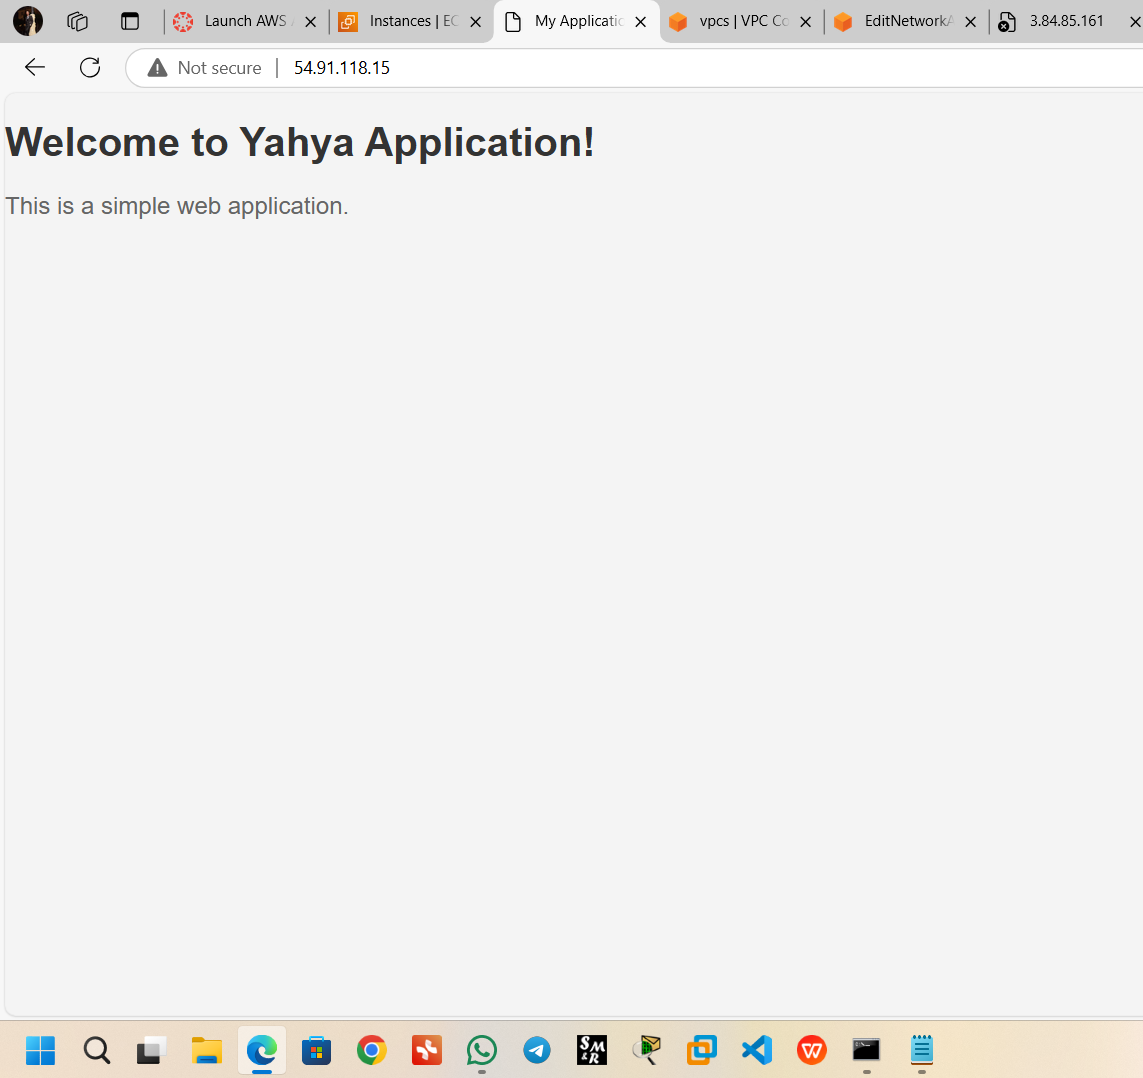 Launch AWS
Instances | EC
My Applicatic
vpcs | VPC Co
EditNetworkA
3.84.85.161
Not secure
54.91.118.15
Welcome to Yahya Application!
This is a simple web application.
SM
&R
W